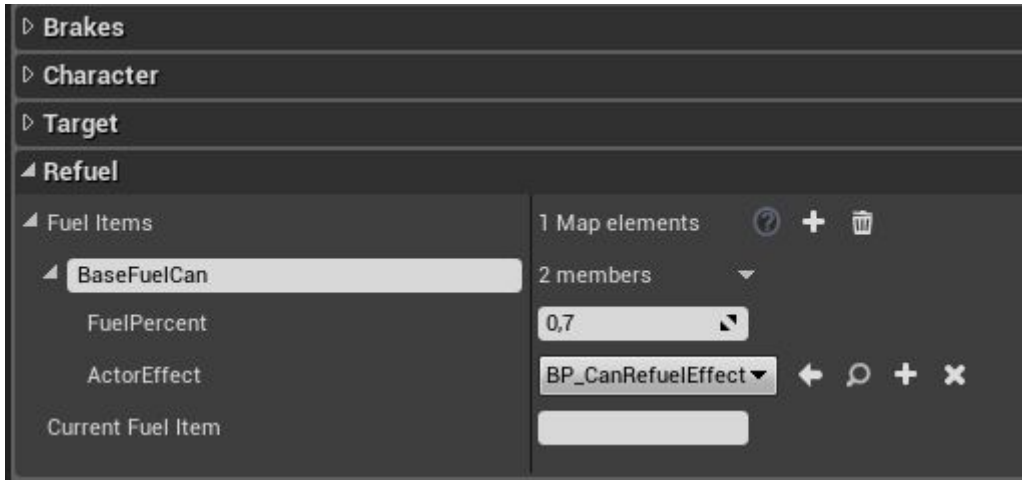 Brakes
Character
Target
Refuel
Fuel Items 1 Map elements
BaseFuelCan 2 members
FuelPercent 0,7
ActorEffect BP_CanRefuelEffect
Current Fuel Item